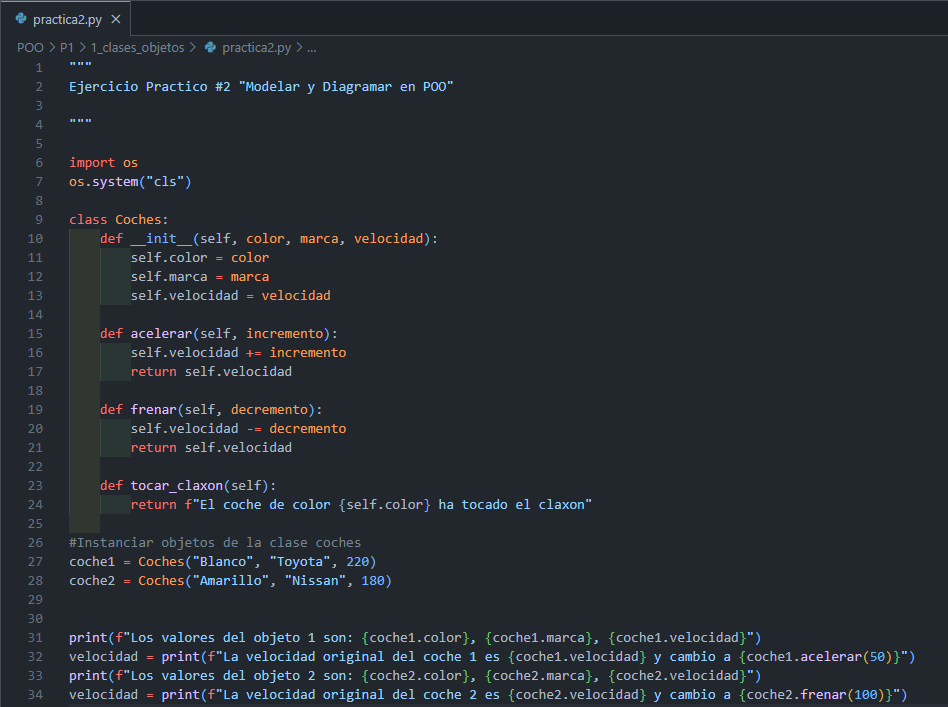 practica2.py ×
POO > P1 > 1_clases_objetos > practica2.py > ...
1 """
2 Ejercicio Practico #2 "Modelar y Diagramar en POO"
3
4 """
5
6 import os
7 os.system("cls")
8
9 class Coches:
10     def __init__(self, color, marca, velocidad):
11         self.color = color
12         self.marca = marca
13         self.velocidad = velocidad
14
15     def acelerar(self, incremento):
16         self.velocidad += incremento
17         return self.velocidad
18
19     def frenar(self, decremento):
20         self.velocidad -= decremento
21         return self.velocidad
22
23     def tocar_claxon(self):
24         return f"El coche de color {self.color} ha tocado el claxon"
25
26 #Instanciar objetos de la clase coches
27 coche1 = Coches("Blanco", "Toyota", 220)
28 coche2 = Coches("Amarillo", "Nissan", 180)
29
30
31 print(f"Los valores del objeto 1 son: {coche1.color}, {coche1.marca}, {coche1.velocidad}")
32 velocidad = print(f"La velocidad original del coche 1 es {coche1.velocidad} y cambio a {coche1.acelerar(50)}")
33 print(f"Los valores del objeto 2 son: {coche2.color}, {coche2.marca}, {coche2.velocidad}")
34 velocidad = print(f"La velocidad original del coche 2 es {coche2.velocidad} y cambio a {coche2.frenar(100)}")